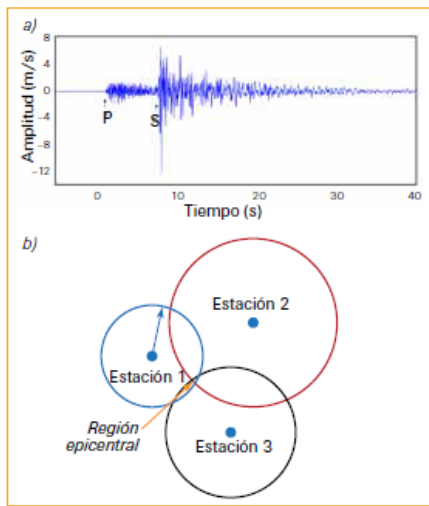 a)
8
4
0
-4
-8
-12
Amplitud (m/s)
P
S
0
10
20
30
40
Tiempo (s)
b)
Estación 2
Estación 1
Región
epicentral
Estación 3